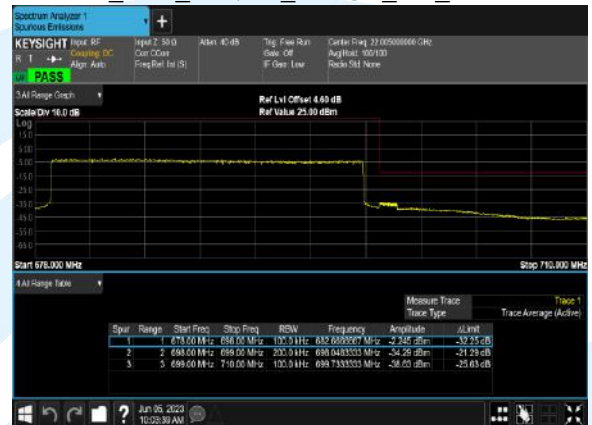 Spectrum Analyzer 1
Spurious Emissions
+
KEYSIGHT Input: RF Input Z: 50 Ω Atten: 40 dB Trig: Free Run Center Freq: 22.005000000 GHz
R T Coupling: DC Corr CCorr Gate: Off Avg|Hold: 100/100
Align: Auto Freq Ref: Int (S) IF Gain: Low Radio Std: None
PASS
3 All Range Graph
Ref Lvl Offset 4.60 dB
Scale/Div 10.0 dB Ref Value 25.00 dBm
Log
15.0
5.00
-5.00
-15.0
-25.0
-35.0
-45.0
-55.0
-65.0
Start 678.000 MHz Stop 710.000 MHz
4 All Range Table
Measure Trace Trace 1
Trace Type Trace Average (Active)
Spur Range Start Freq Stop Freq RBW Frequency Amplitude ΔLimit
1 1 678.00 MHz 698.00 MHz 100.0 kHz -2.245 dBm -32.25 dB
2 2 698.00 MHz 699.00 MHz 200.0 kHz 698.0483333 MHz -34.29 dBm -21.29 dB
3 3 699.00 MHz 710.00 MHz 100.0 kHz 699.7333333 MHz -38.63 dBm -25.63 dB
?
Jun 05, 2023